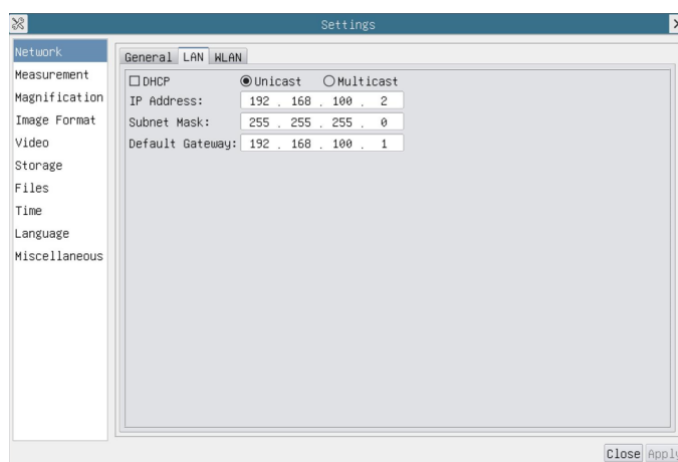 Settings
Network
Measurement
Magnification
Image Format
Video
Storage
Files
Time
Language
Miscellaneous
General LAN WLAN
DHCP Unicast Multicast
IP Address: 192 . 168 . 100 . 2
Subnet Mask: 255 . 255 . 255 . 0
Default Gateway: 192 . 168 . 100 . 1
Close Apply